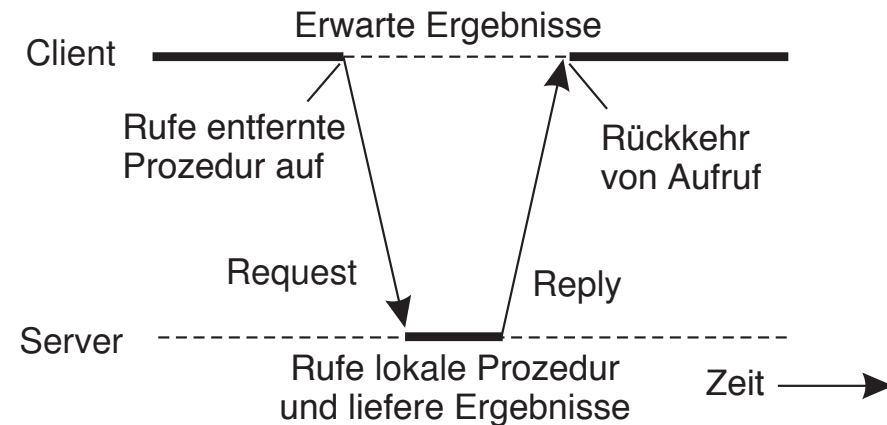 Erwarte Ergebnisse
Client
Rufe entfernte
Prozedur auf
Rückkehr
von Aufruf
Request
Reply
Server
Rufe lokale Prozedur
und liefere Ergebnisse
Zeit